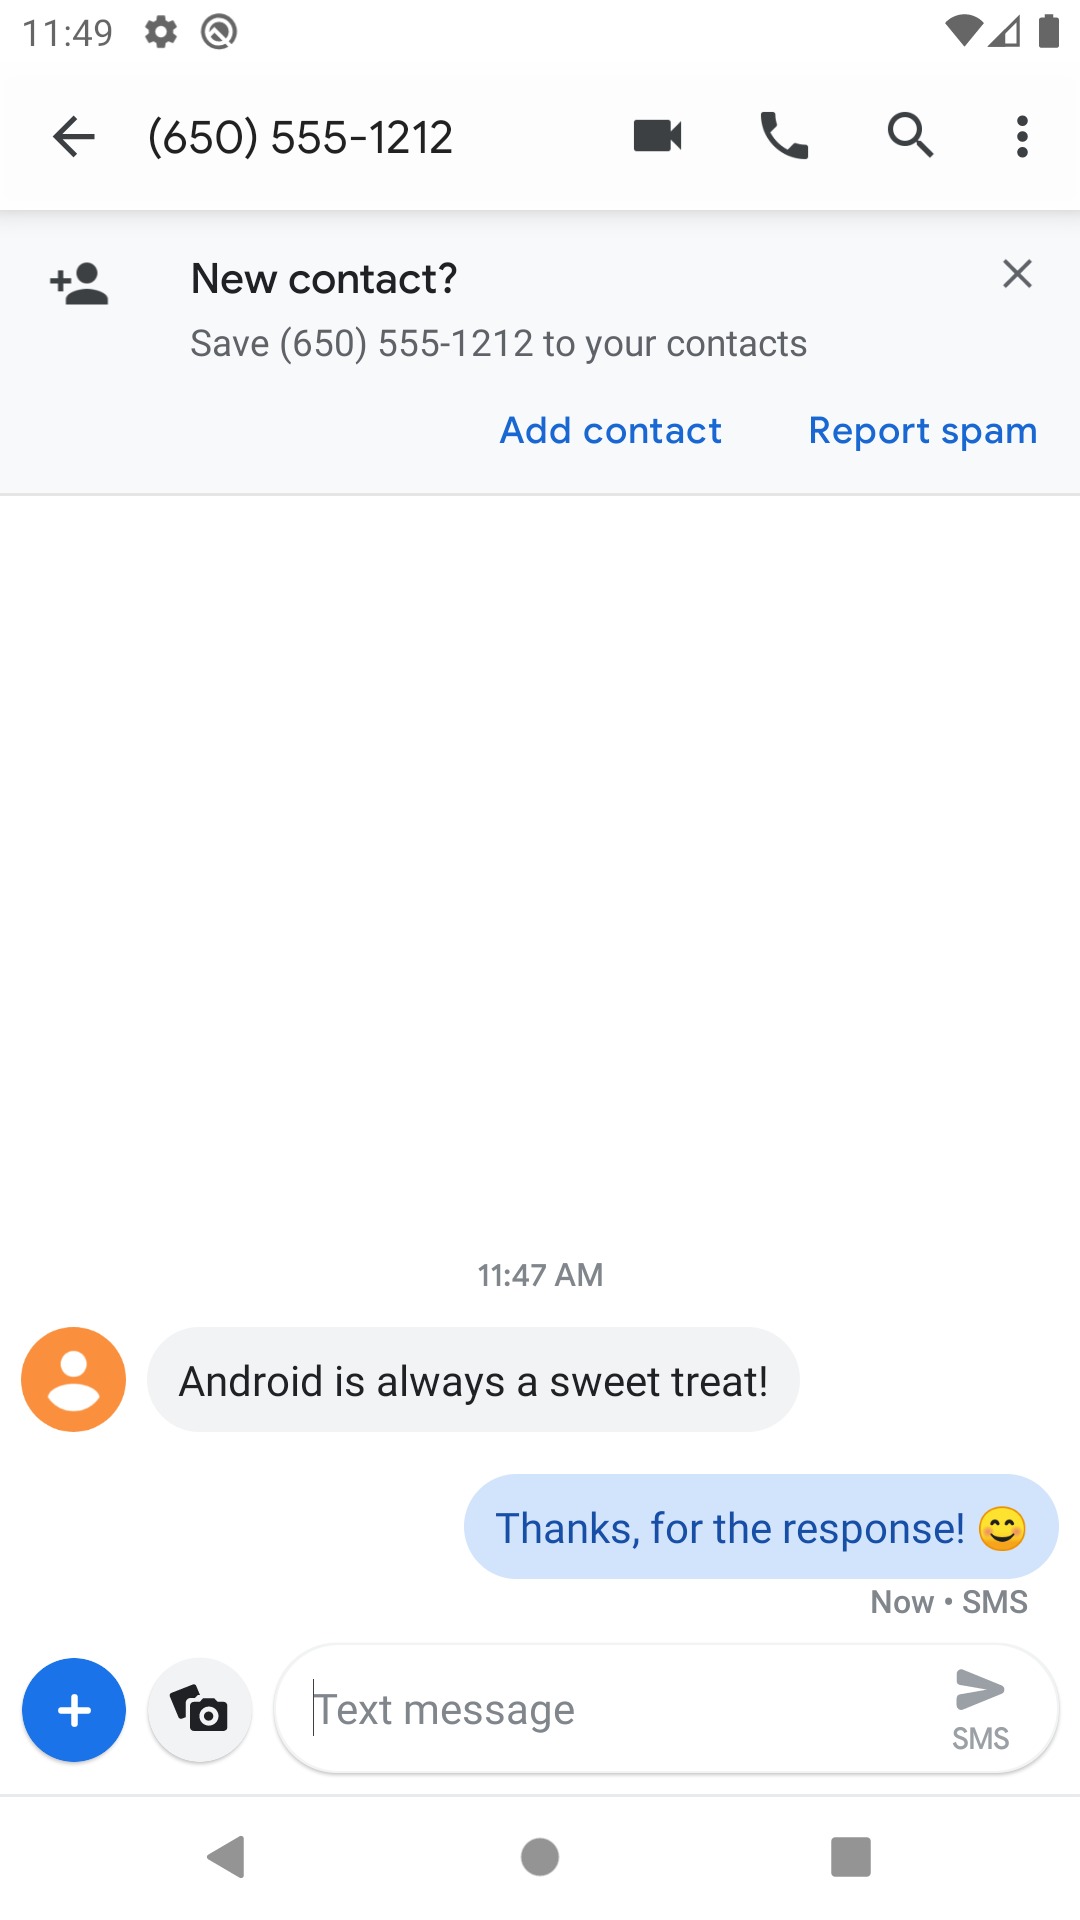 11:49
(650) 555-1212
New contact?
Save (650) 555-1212 to your contacts
Add contact Report spam
11:47 AM
Android is always a sweet treat!
Thanks, for the response! 😊
Now • SMS
Text message
SMS